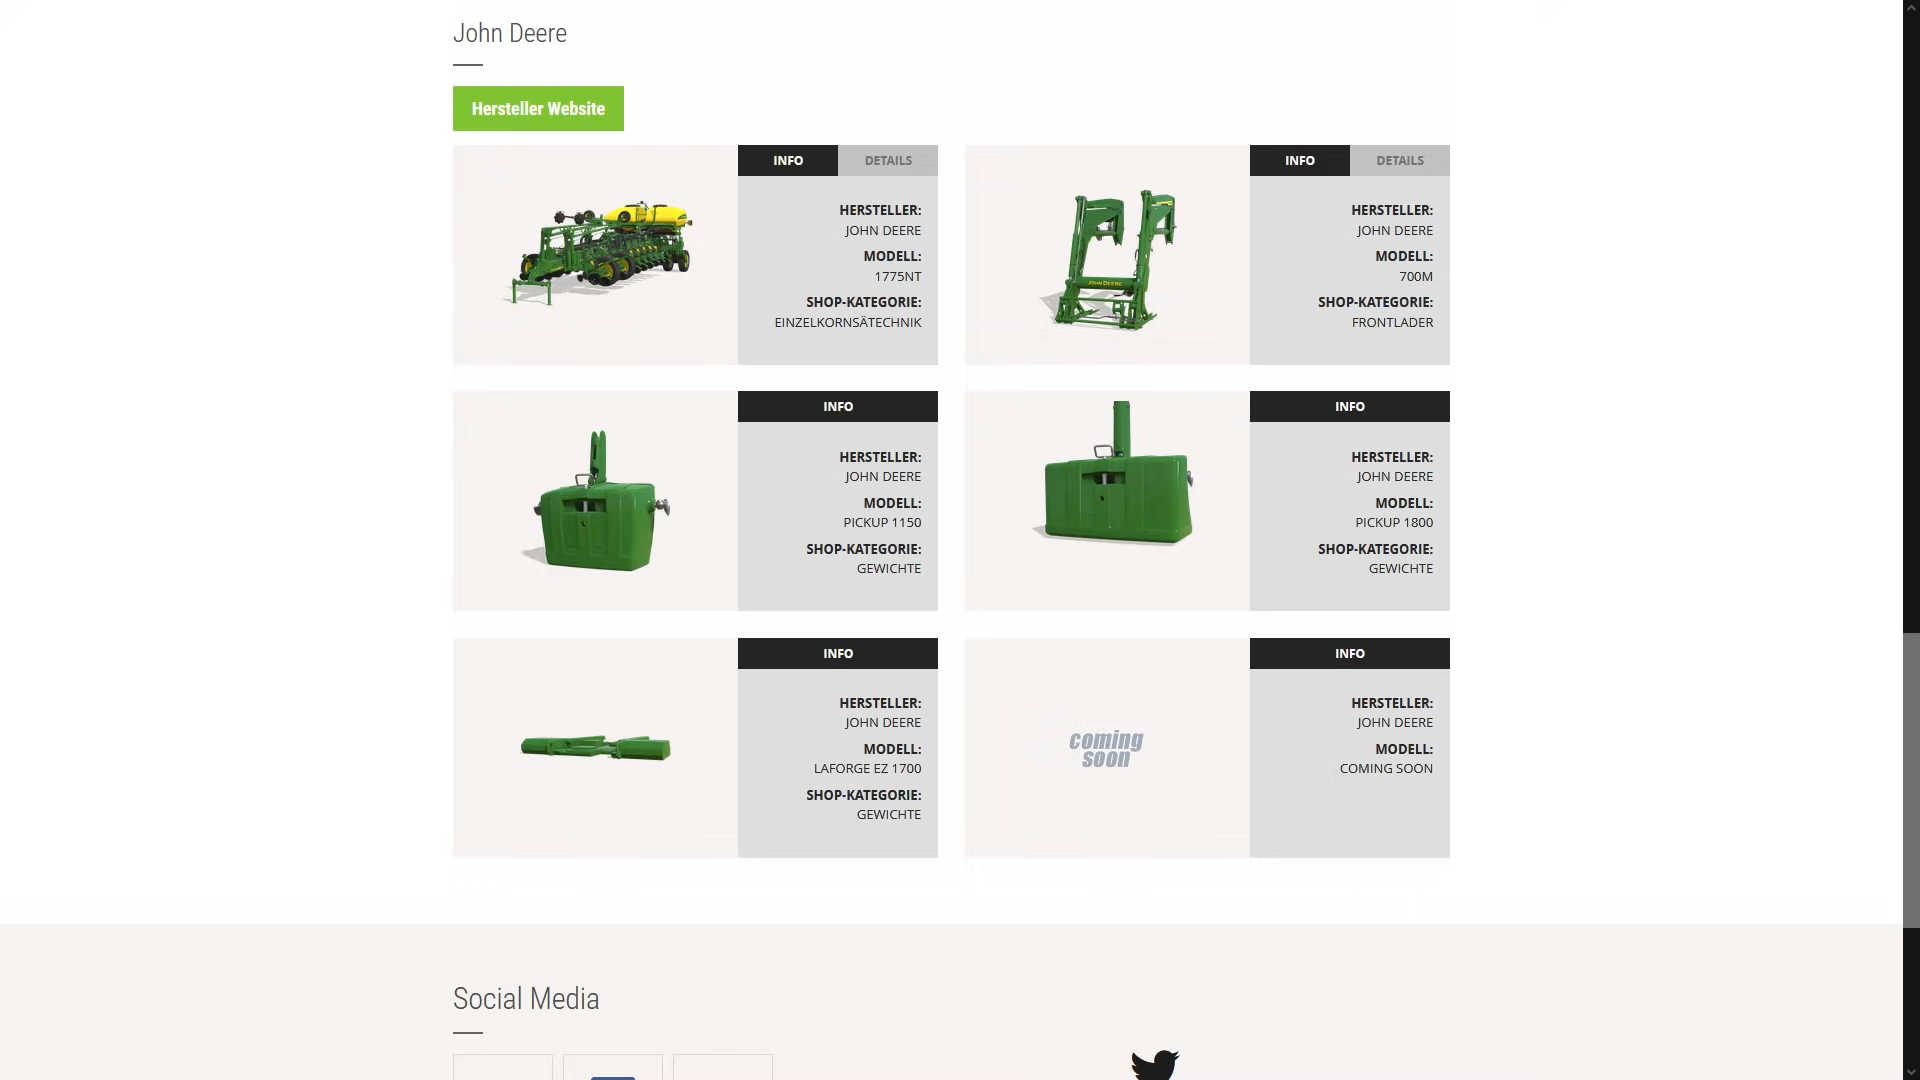 John Deere
Hersteller Website
INFO
DETAILS
HERSTELLER:
JOHN DEERE
MODELL:
1775NT
SHOP-KATEGORIE:
EINZELKORNSÄTECHNIK
INFO
DETAILS
JOHN DEERE
HERSTELLER:
JOHN DEERE
MODELL:
700M
SHOP-KATEGORIE:
FRONTLADER
INFO
HERSTELLER:
JOHN DEERE
MODELL:
PICKUP 1150
SHOP-KATEGORIE:
GEWICHTE
INFO
HERSTELLER:
JOHN DEERE
MODELL:
PICKUP 1800
SHOP-KATEGORIE:
GEWICHTE
INFO
HERSTELLER:
JOHN DEERE
MODELL:
LAFORGE EZ 1700
SHOP-KATEGORIE:
GEWICHTE
coming
soon
INFO
HERSTELLER:
JOHN DEERE
MODELL:
COMING SOON
Social Media